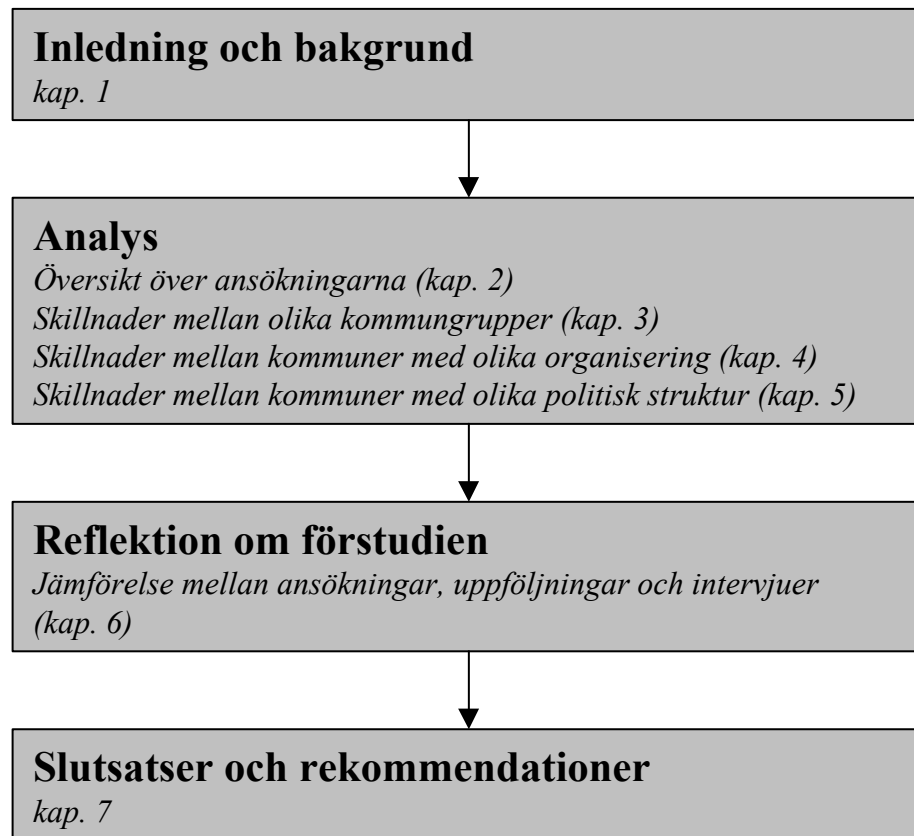 Inledning och bakgrund
kap. 1
Analys
Översikt över ansökningarna (kap. 2)
Skillnader mellan olika kommungrupper (kap. 3)
Skillnader mellan kommuner med olika organisering (kap. 4)
Skillnader mellan kommuner med olika politisk struktur (kap. 5)
Reflektion om förstudien
Jämförelse mellan ansökningar, uppföljningar och intervjuer
(kap. 6)
Slutsatser och rekommendationer
kap. 7